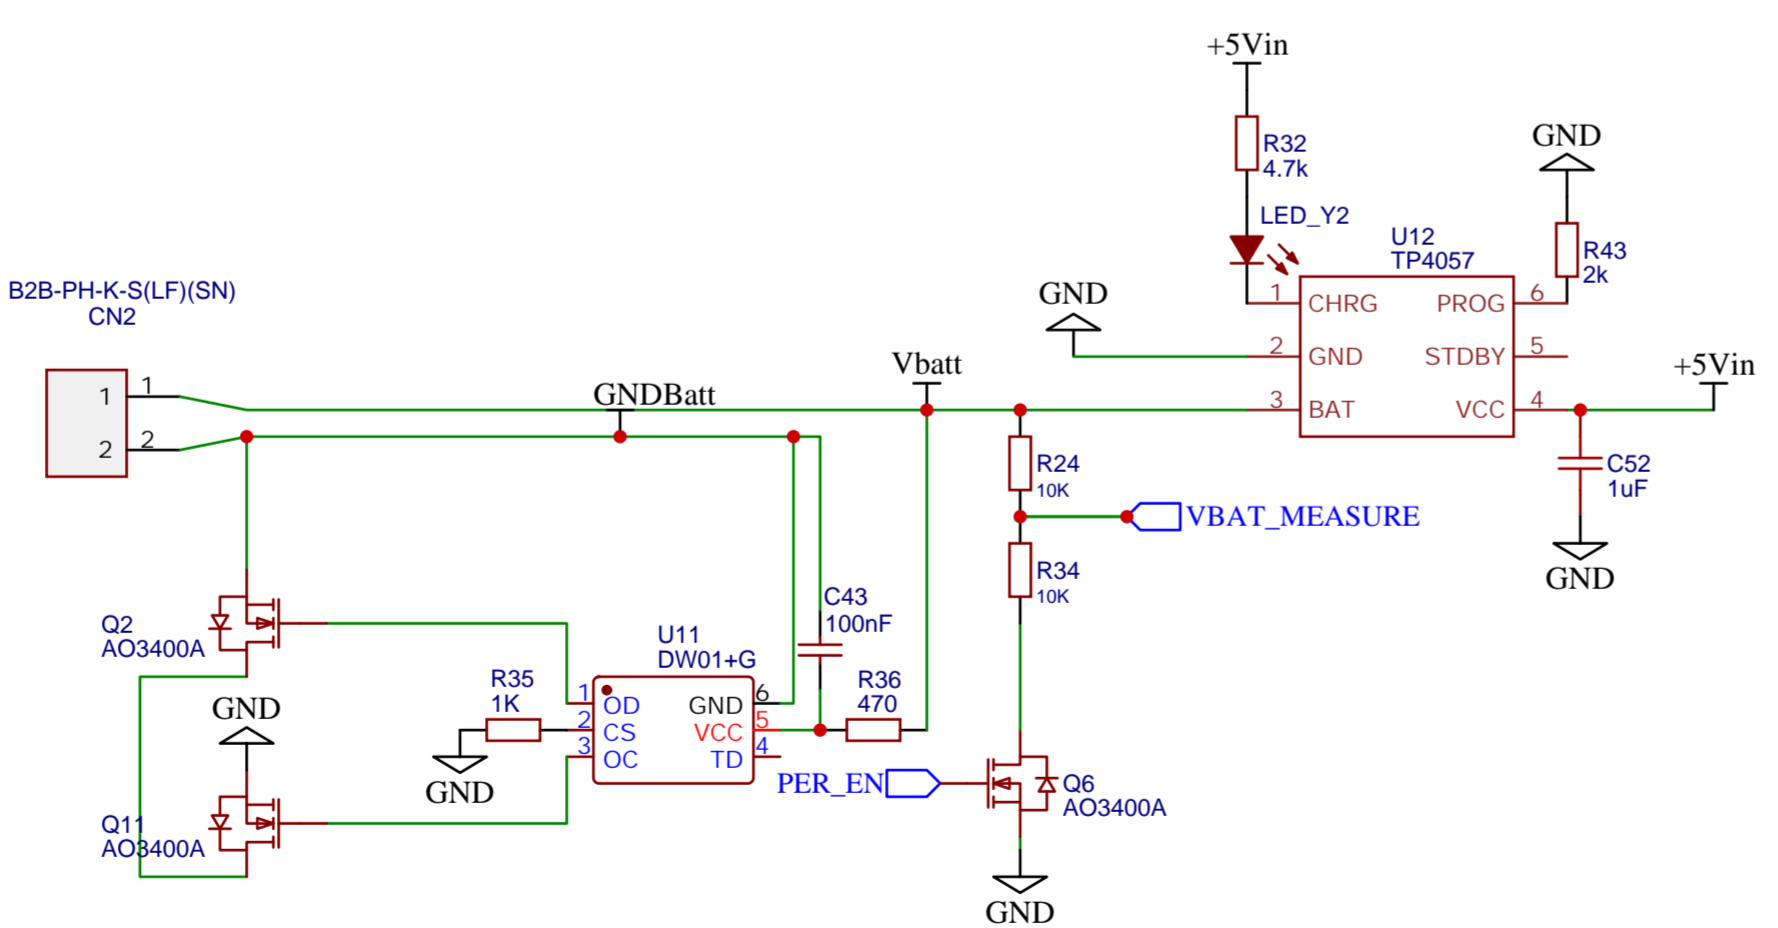 +5Vin
R32
4.7k
GND
LED_Y2
U12
TP4057
R43
2k
B2B-PH-K-S(LF)(SN)
CN2
GND
1 CHRG PROG 6
2 GND STDBY 5
3 BAT VCC 4
+5Vin
Vbatt
GNDBatt
1 1
2 2
R24
10K
C52
1uF
VBAT_MEASURE
GND
R34
10K
C43
100nF
Q2
AO3400A
U11
DW01+G
R35
1K
R36
470
1 OD GND 6
2 CS VCC 5
3 OC TD 4
GND
GND
PER_EN
Q6
AO3400A
Q11
AO3400A
GND